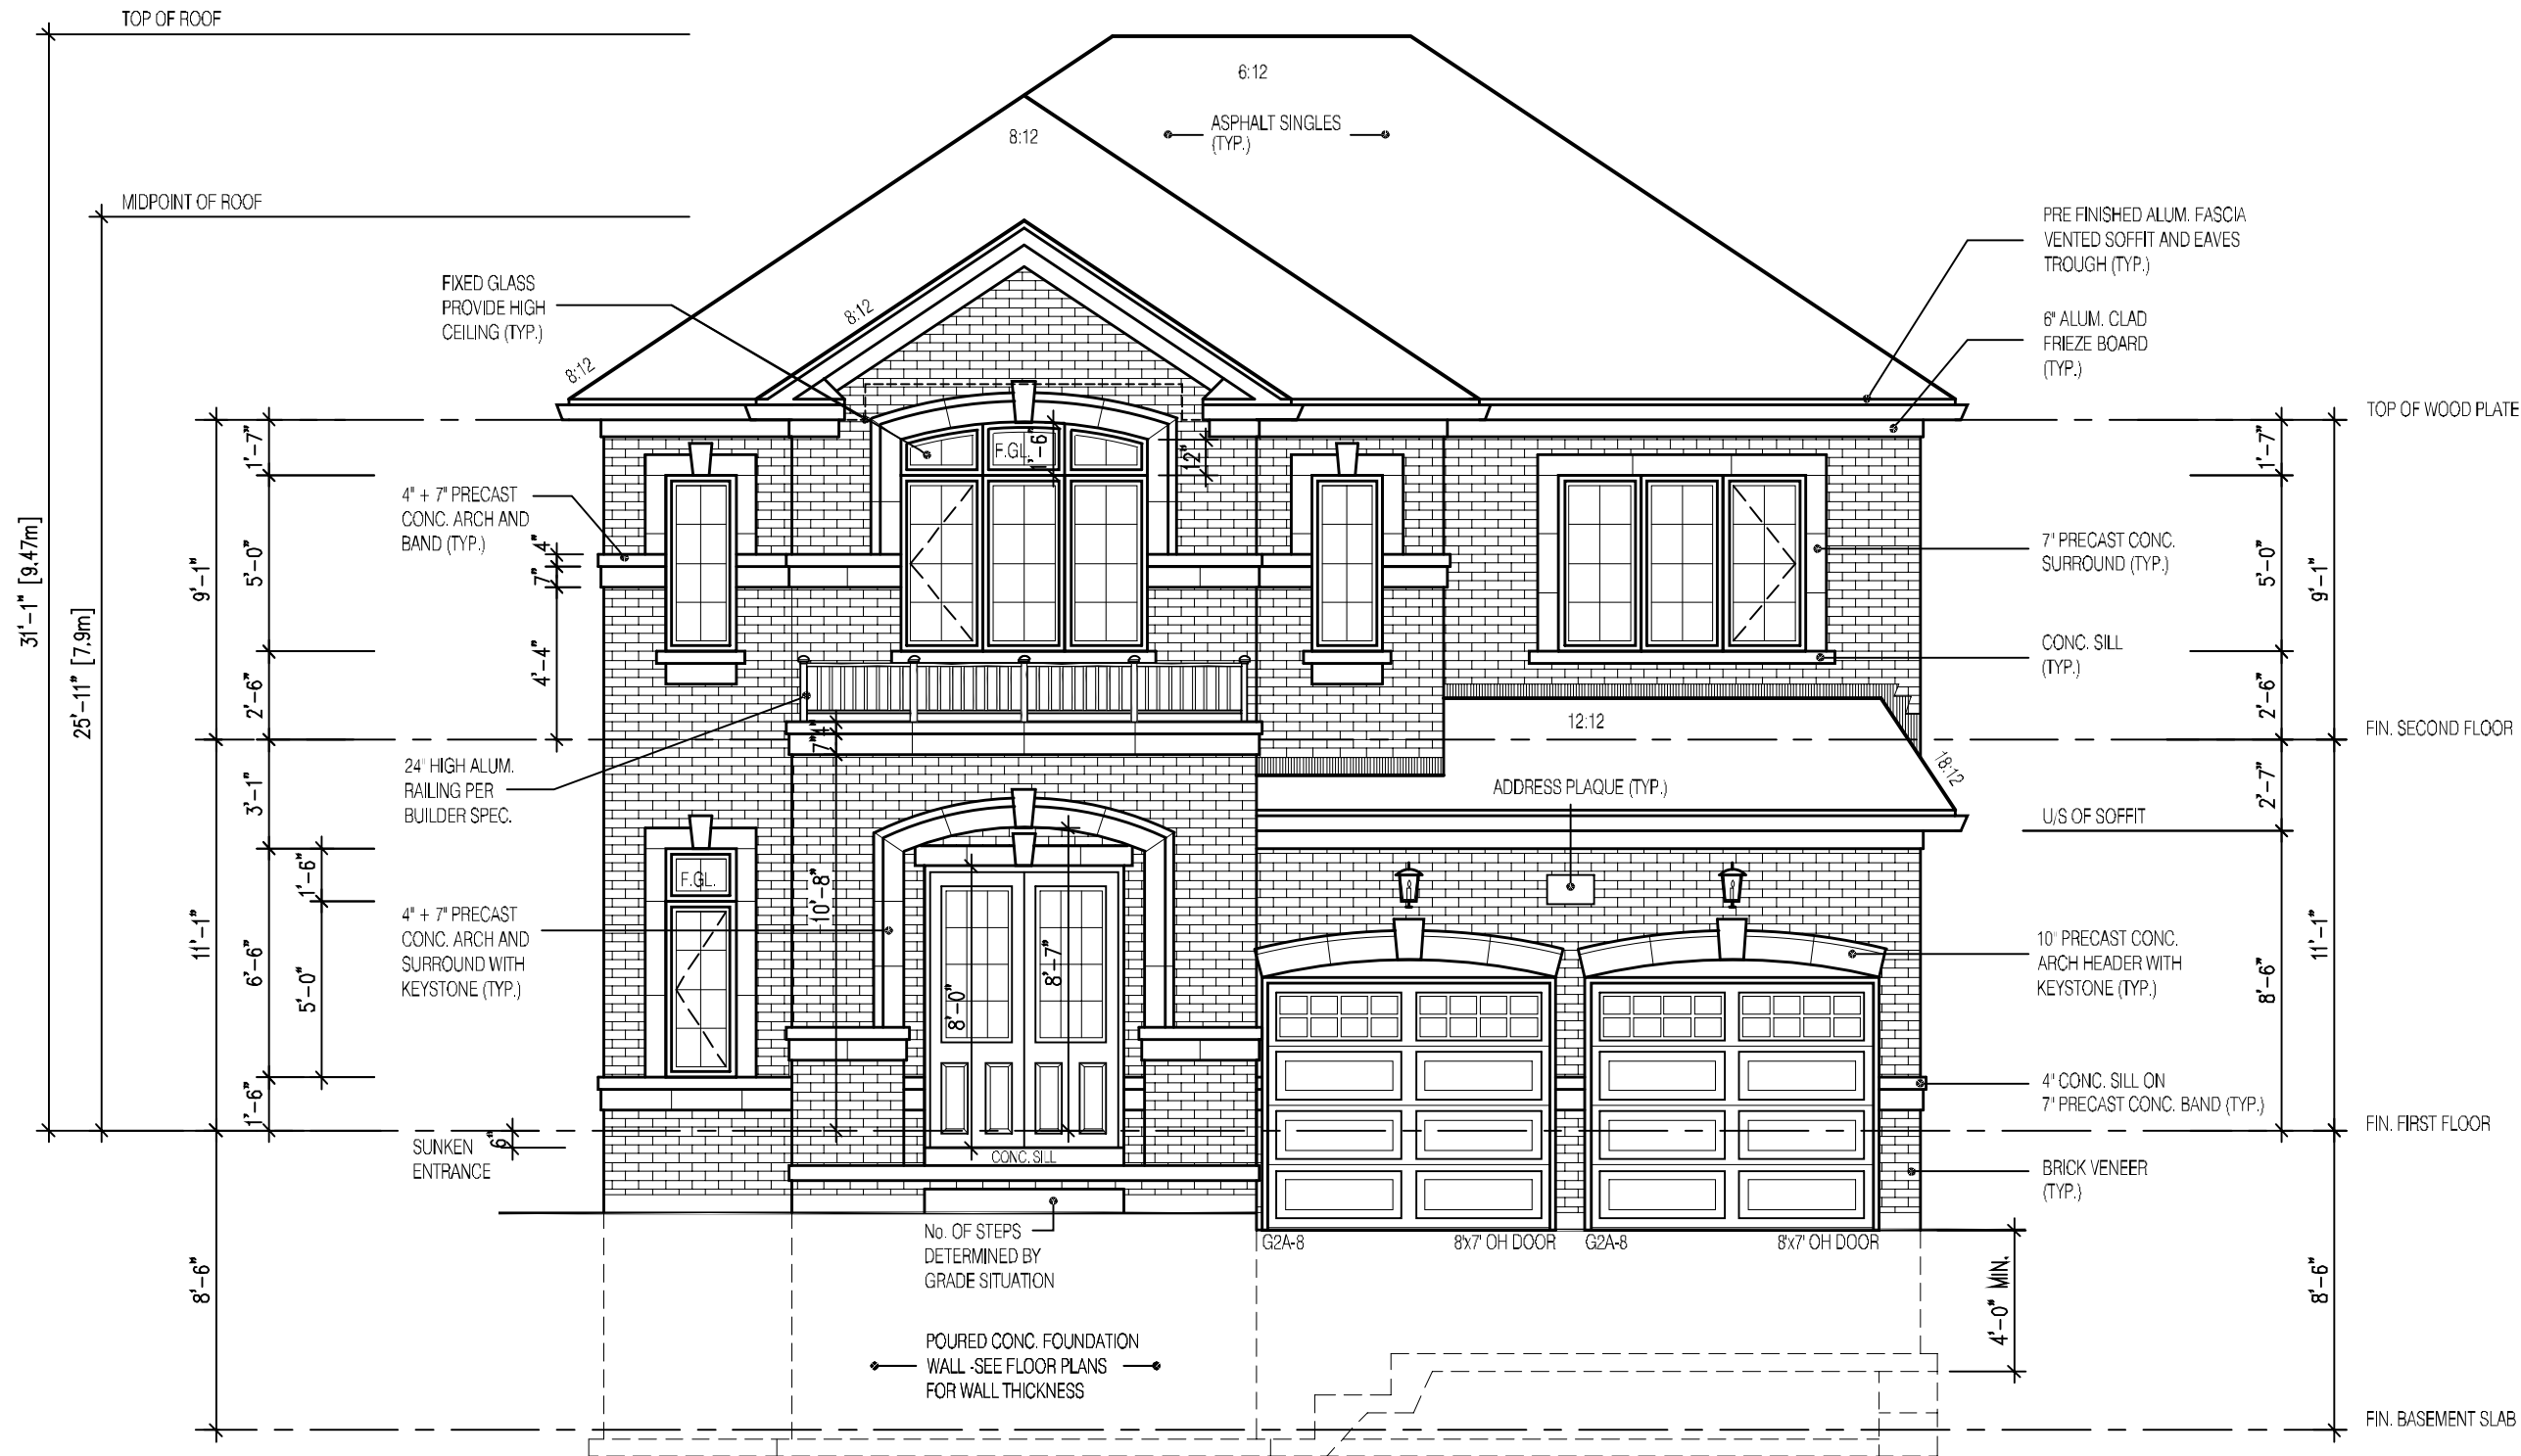 TOP OF ROOF
6:12
ASPHALT SINGLES
(TYP.)
8:12
MIDPOINT OF ROOF
PRE FINISHED ALUM. FASCIA
VENTED SOFFIT AND EAVES
TROUGH (TYP.)
FIXED GLASS
PROVIDE HIGH
CEILING (TYP.)
8:12
6" ALUM. CLAD
FRIEZE BOARD
(TYP.)
8:12
TOP OF WOOD PLATE
1'-7"
F.GL.
1'-6"
12"
1'-7"
4" + 7" PRECAST
CONC. ARCH AND
BAND (TYP.)
31'-1" [9.47m]
25'-11" [7.9m]
9'-1"
5'-0"
4"
7"
7" PRECAST CONC.
SURROUND (TYP.)
5'-0"
9'-1"
4'-4"
CONC. SILL
(TYP.)
2'-6"
2'-6"
4"
7"
12:12
FIN. SECOND FLOOR
24" HIGH ALUM.
RAILING PER
BUILDER SPEC.
3'-1"
ADDRESS PLAQUE (TYP.)
18:12
2'-7"
U/S OF SOFFIT
F.GL.
1'-6"
10'-8"
4" + 7" PRECAST
CONC. ARCH AND
SURROUND WITH
KEYSTONE (TYP.)
11'-1"
6'-6"
5'-0"
8'-0"
8'-7"
10" PRECAST CONC.
ARCH HEADER WITH
KEYSTONE (TYP.)
8'-6"
11'-1"
4" CONC. SILL ON
7" PRECAST CONC. BAND (TYP.)
1'-6"
FIN. FIRST FLOOR
SUNKEN
ENTRANCE
6"
CONC. SILL
BRICK VENEER
(TYP.)
No. OF STEPS
DETERMINED BY
GRADE SITUATION
G2A-8
8'x7' OH DOOR
G2A-8
8'x7' OH DOOR
8'-6"
4'-0" MIN.
8'-6"
POURED CONC. FOUNDATION
WALL -SEE FLOOR PLANS
FOR WALL THICKNESS
FIN. BASEMENT SLAB